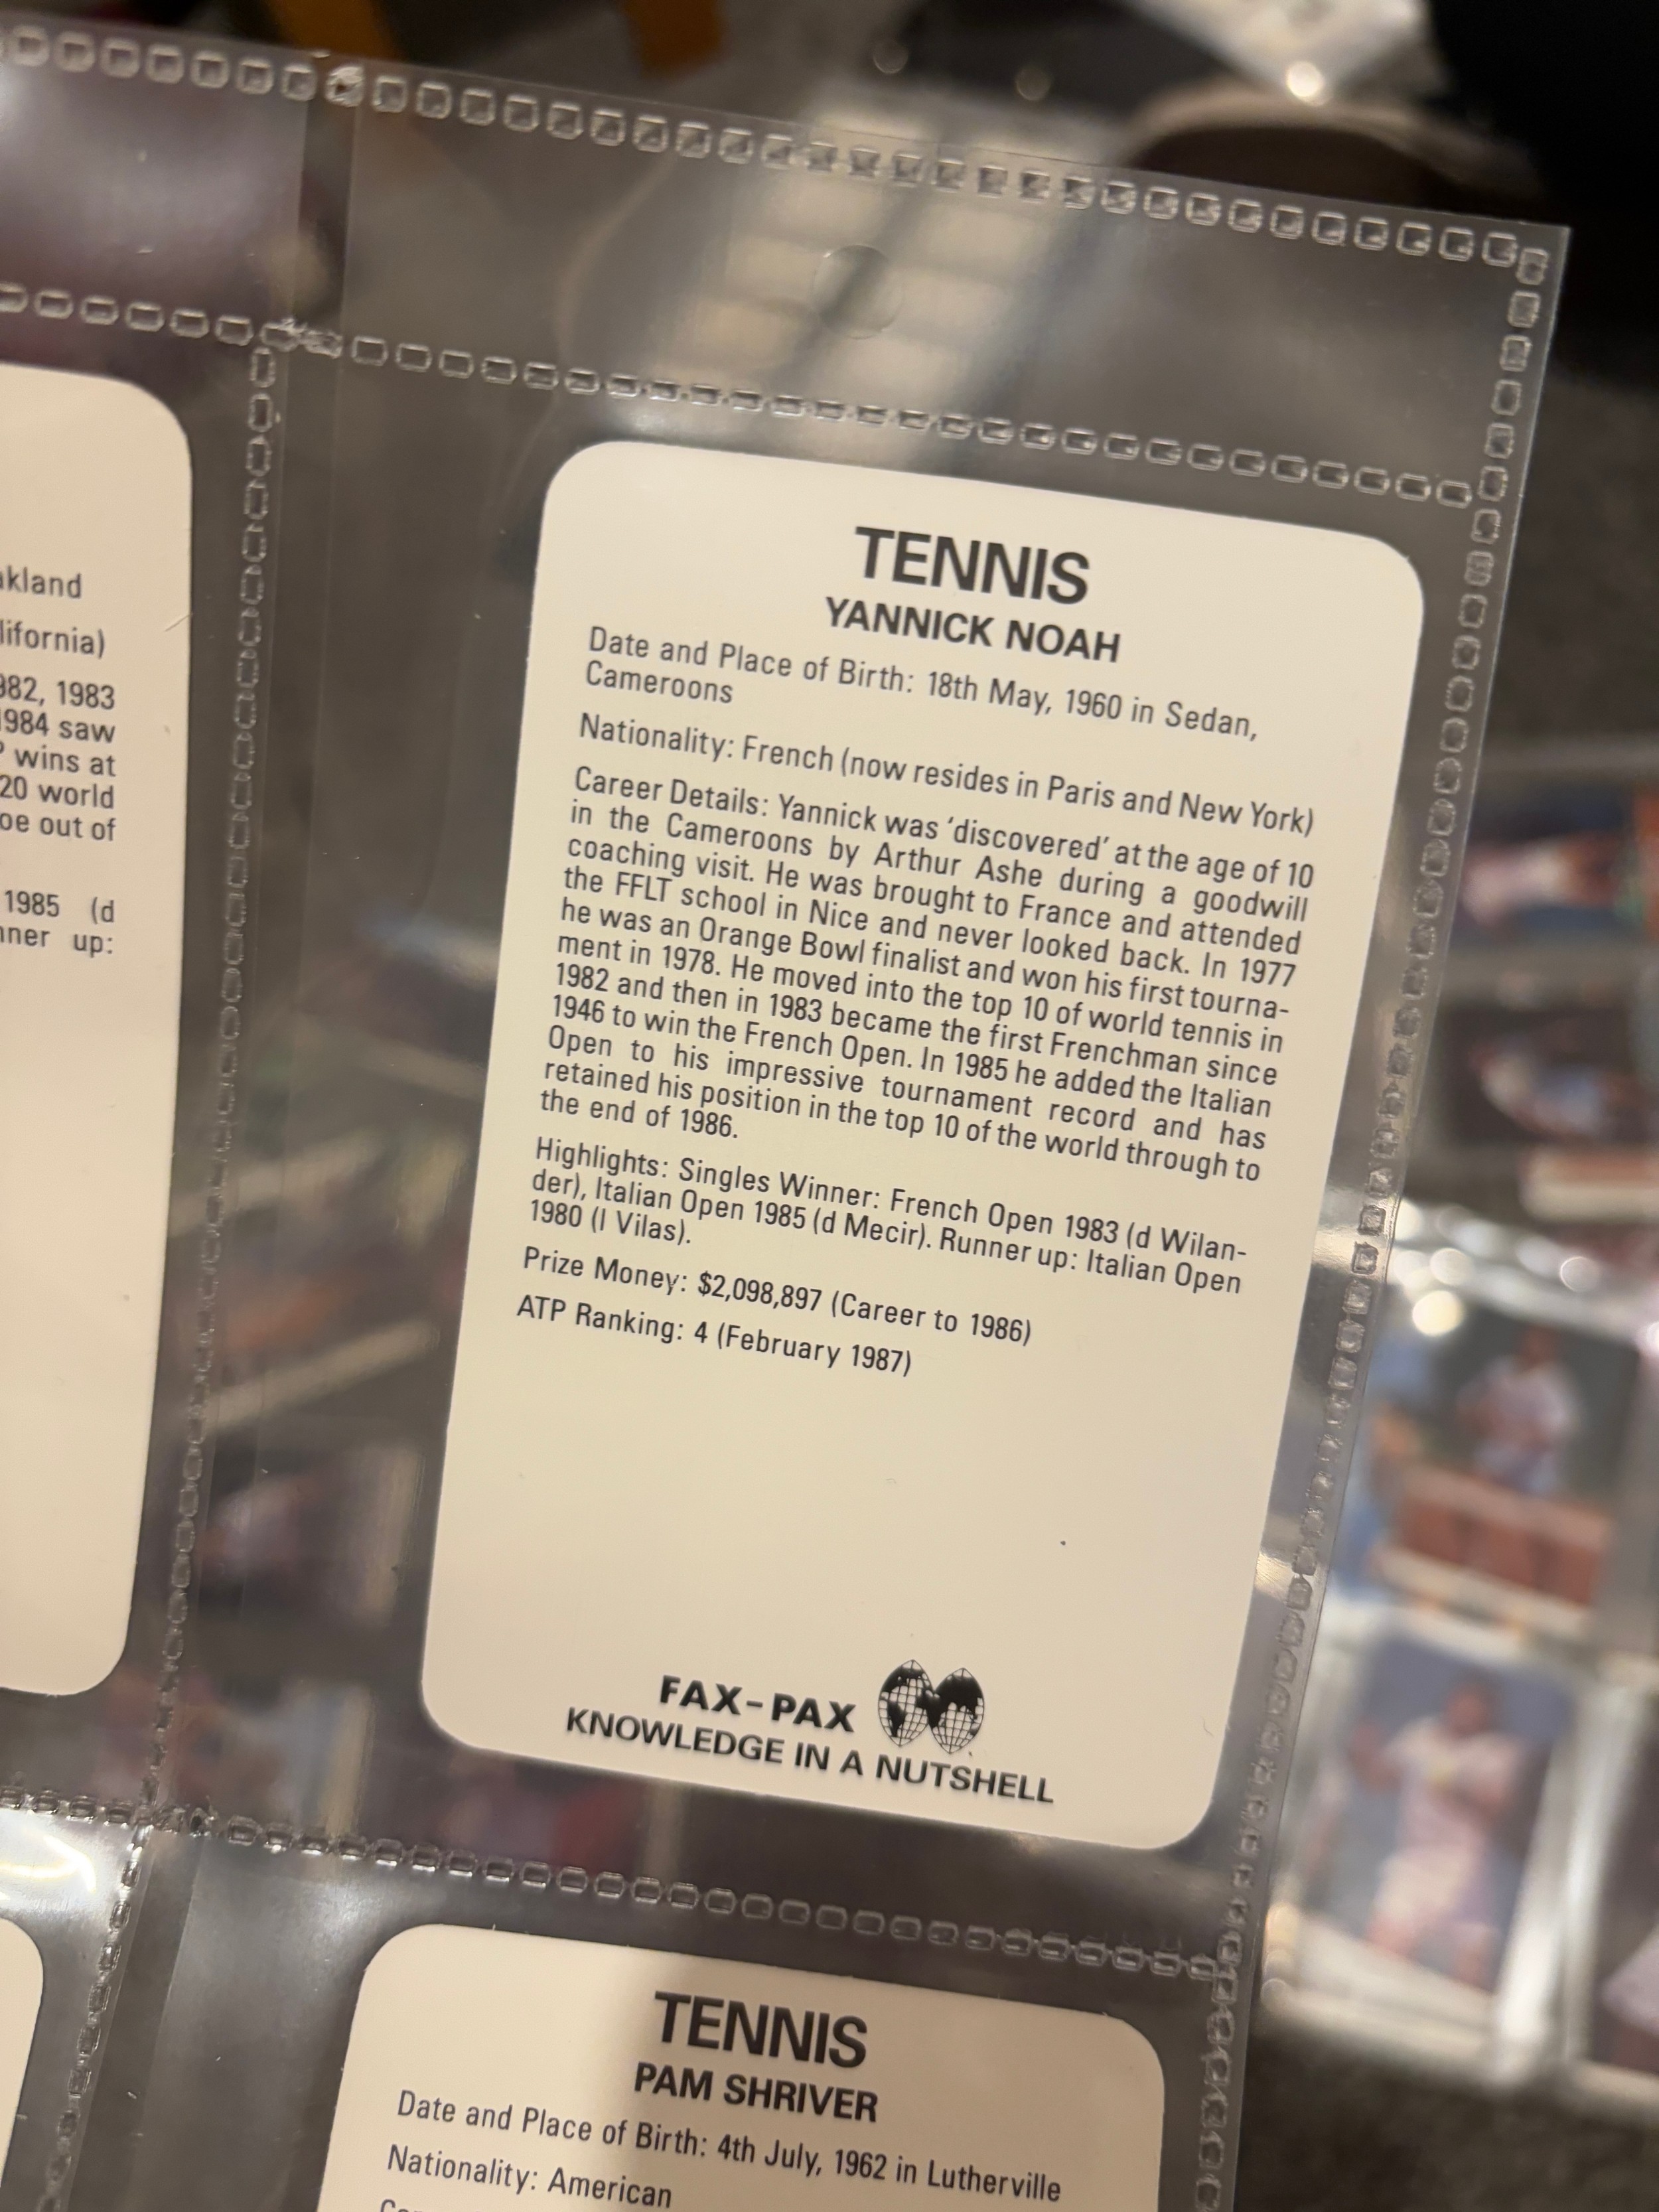 akland
lifornia)
982, 1983
1984 saw
wins at
20 world
oe out of
1985 (d
nner up:
TENNIS
YANNICK NOAH
Date and Place of Birth: 18th May, 1960 in Sedan,
Cameroons
Nationality: French (now resides in Paris and New York)
Career Details: Yannick was ‘discovered’ at the age of 10
in the Cameroons by Arthur Ashe during a goodwill
coaching visit. He was brought to France and attended
the FFLT school in Nice and never looked back. In 1977
he was an Orange Bowl finalist and won his first tourna-
ment in 1978. He moved into the top 10 of world tennis in
1982 and then in 1983 became the first Frenchman since
1946 to win the French Open. In 1985 he added the Italian
Open to his impressive tournament record and has
retained his position in the top 10 of the world through to
the end of 1986.
Highlights: Singles Winner: French Open 1983 (d Wilan-
der), Italian Open 1985 (d Mecir). Runner up: Italian Open
1980 (l Vilas).
Prize Money: $2,098,897 (Career to 1986)
ATP Ranking: 4 (February 1987)
FAX-PAX
KNOWLEDGE IN A NUTSHELL
TENNIS
PAM SHRIVER
Date and Place of Birth: 4th July, 1962 in Lutherville
Nationality: American